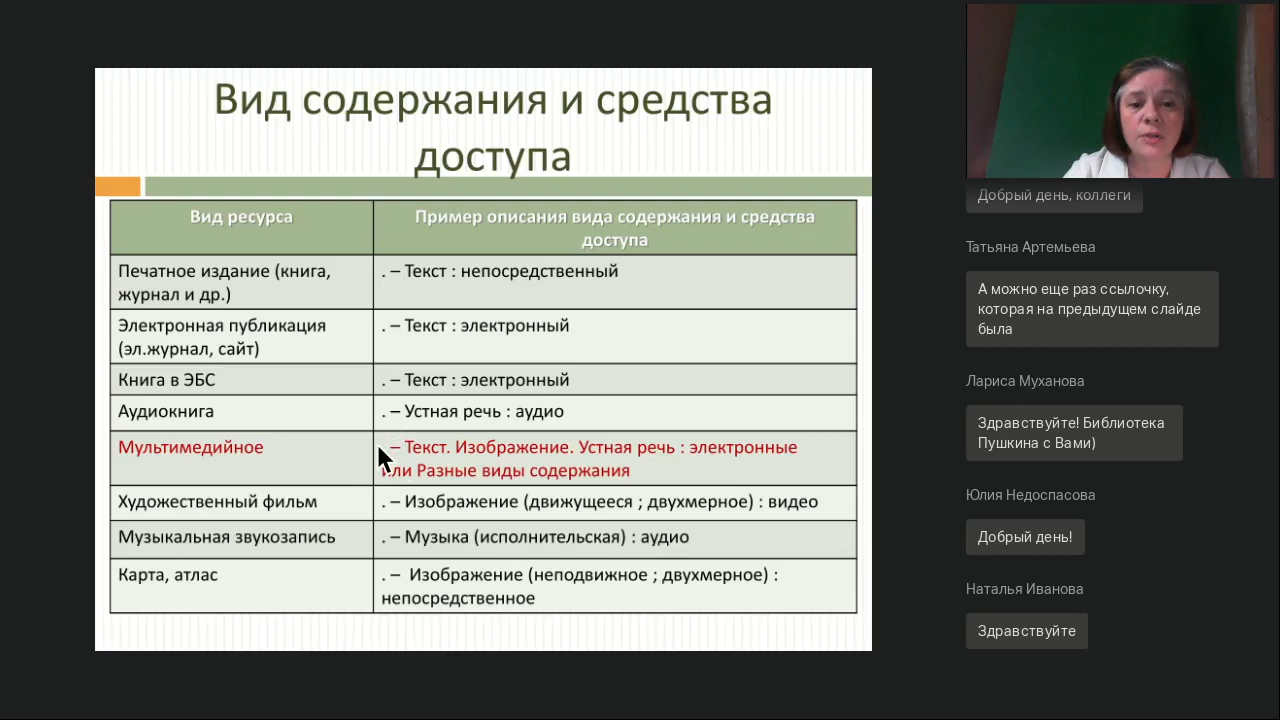 Вид содержания и средства
доступа
Вид ресурса
Пример описания вида содержания и средства
доступа
Печатное издание (книга,
журнал и др.)
. – Текст : непосредственный
Электронная публикация
(эл.журнал, сайт)
. – Текст : электронный
Книга в ЭБС
. – Текст : электронный
Аудиокнига
. – Устная речь : аудио
Мультимедийное
– Текст. Изображение. Устная речь : электронные
или Разные виды содержания
Художественный фильм
. – Изображение (движущееся ; двухмерное) : видео
Музыкальная звукозапись
. – Музыка (исполнительская) : аудио
Карта, атлас
. – Изображение (неподвижное ; двухмерное) :
непосредственное
Добрый день, коллеги
Татьяна Артемьева
А можно еще раз ссылочку,
которая на предыдущем слайде
была
Лариса Муханова
Здравствуйте! Библиотека
Пушкина с Вами)
Юлия Недоспасова
Добрый день!
Наталья Иванова
Здравствуйте